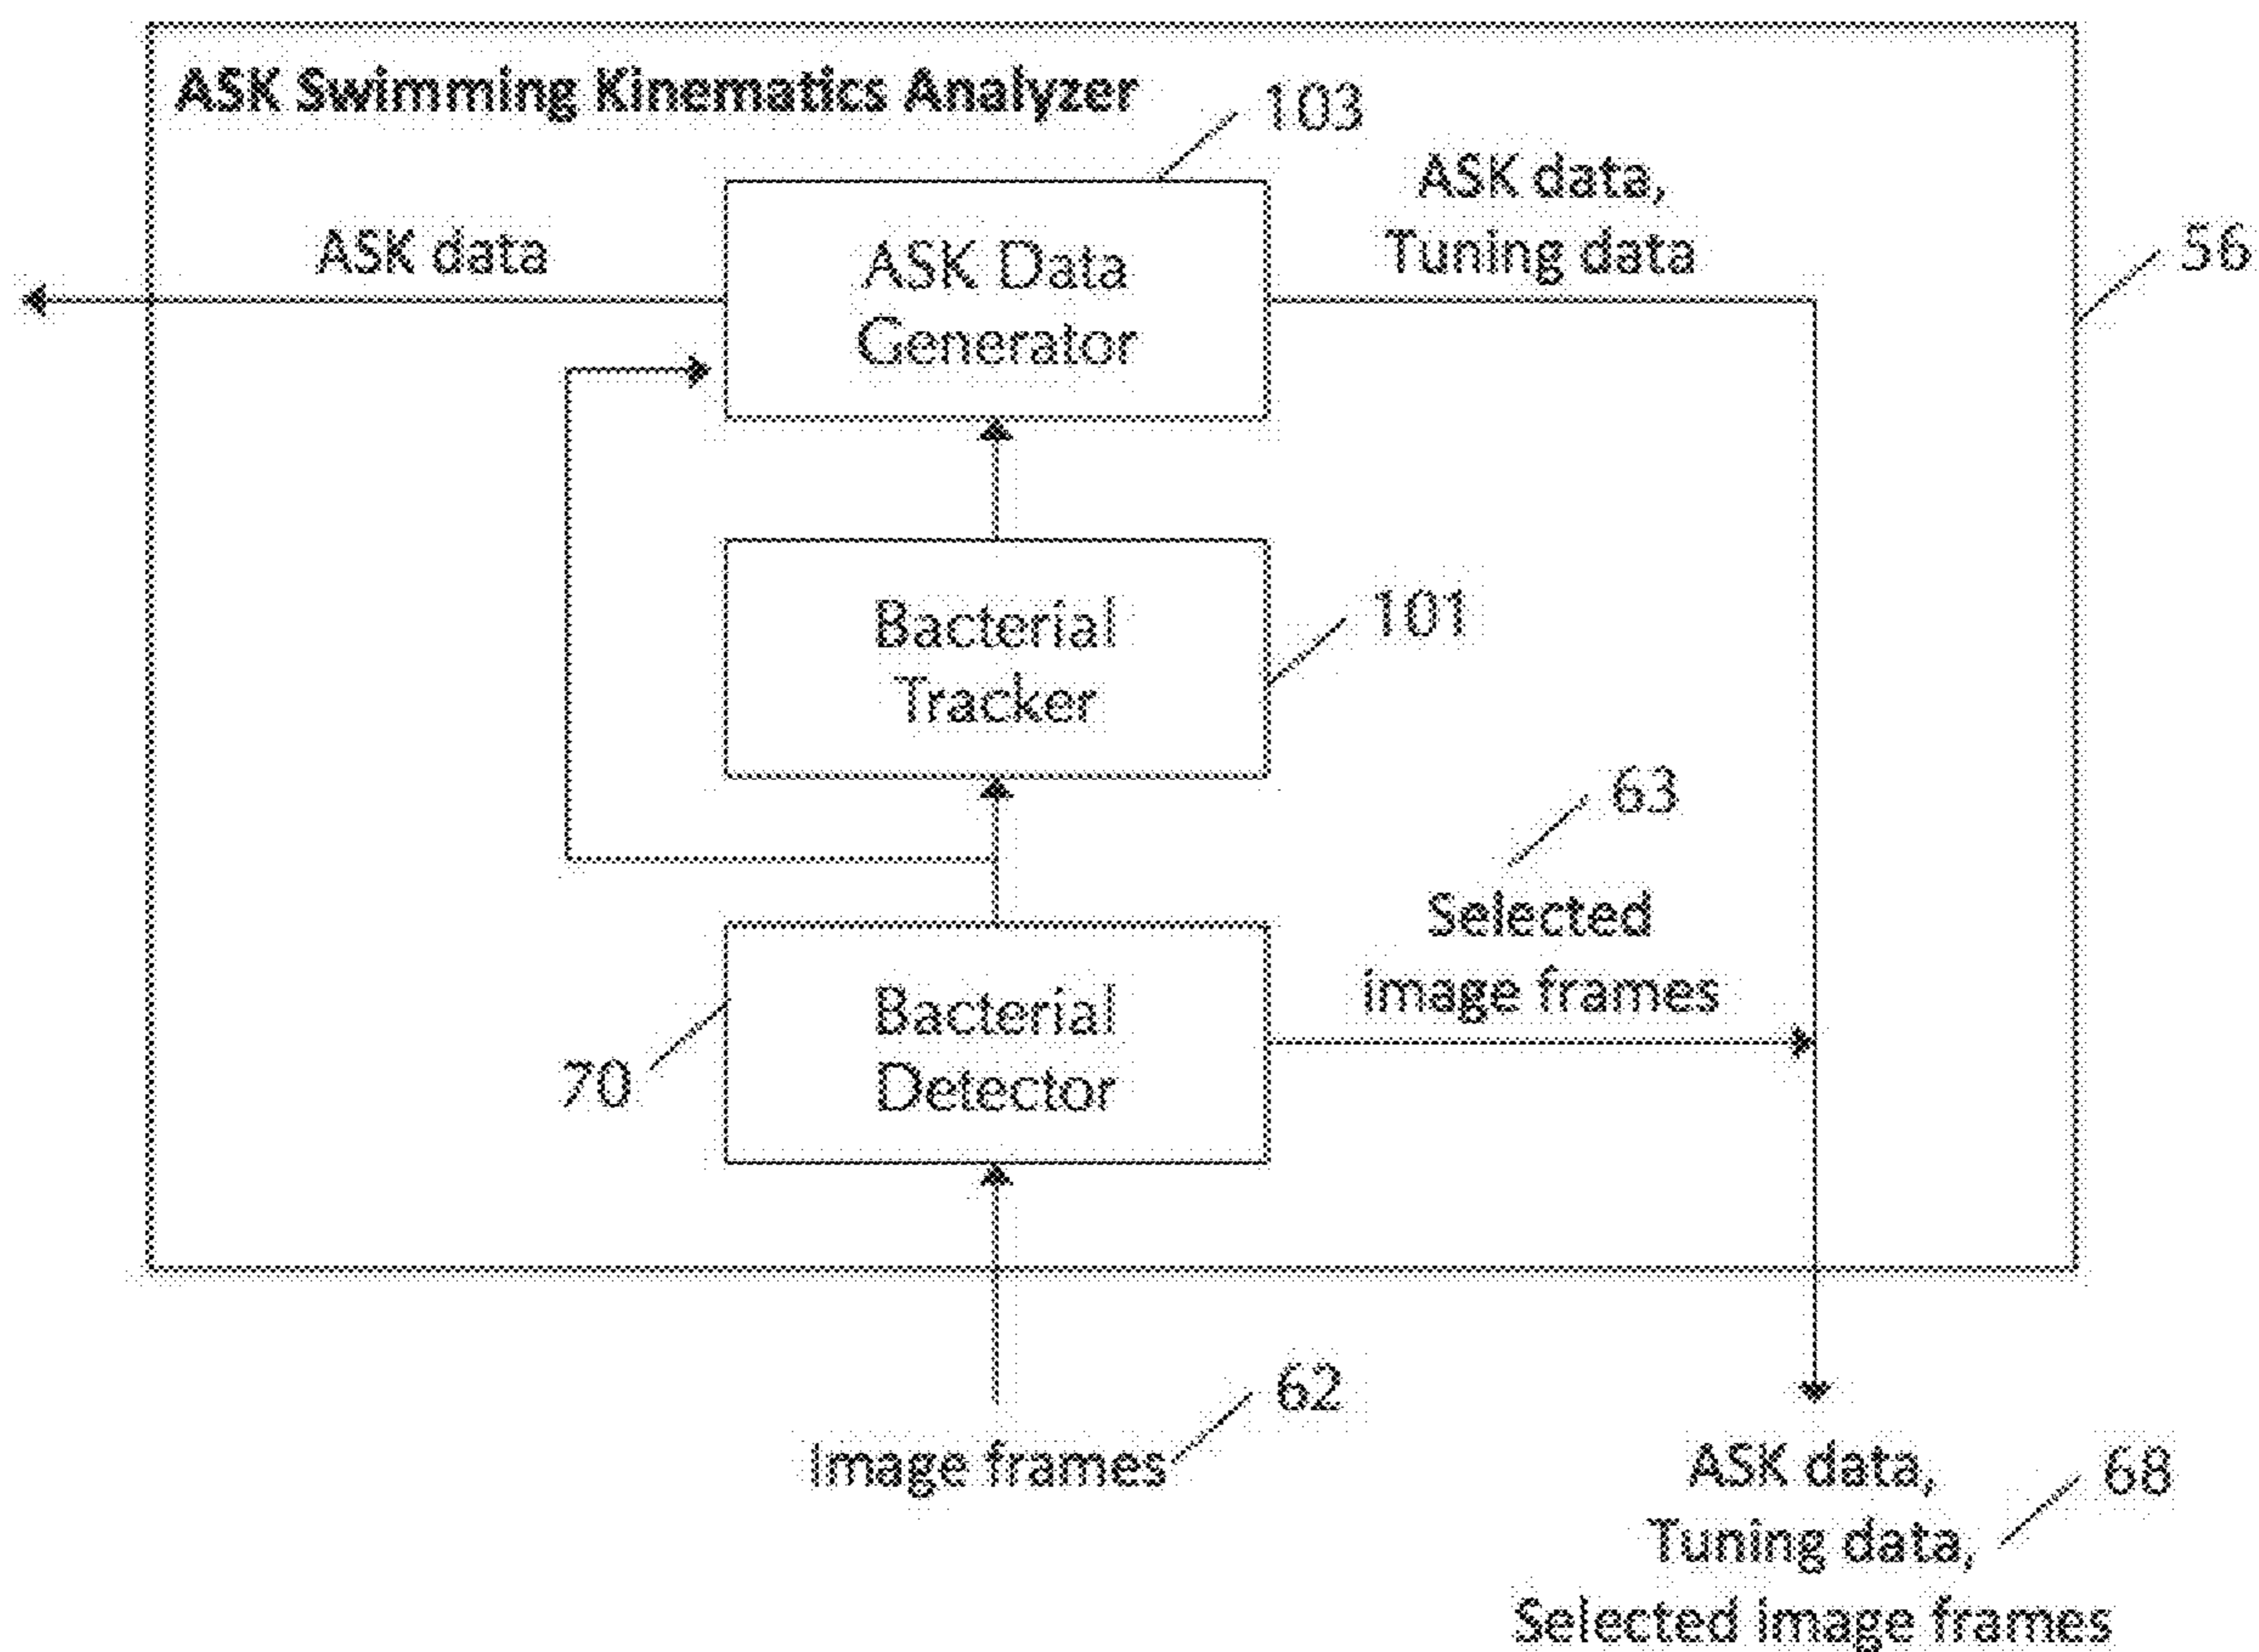 ASK Swimming Kinematics Analyzer
103
ASK data,
Tuning data
ASK data
56
ASK Data
Generator
Bacterial
Tracker
101
63
Selected
image frames
Bacterial
Detector
70
62
Image frames
ASK data,
Tuning data,
Selected image frames
68